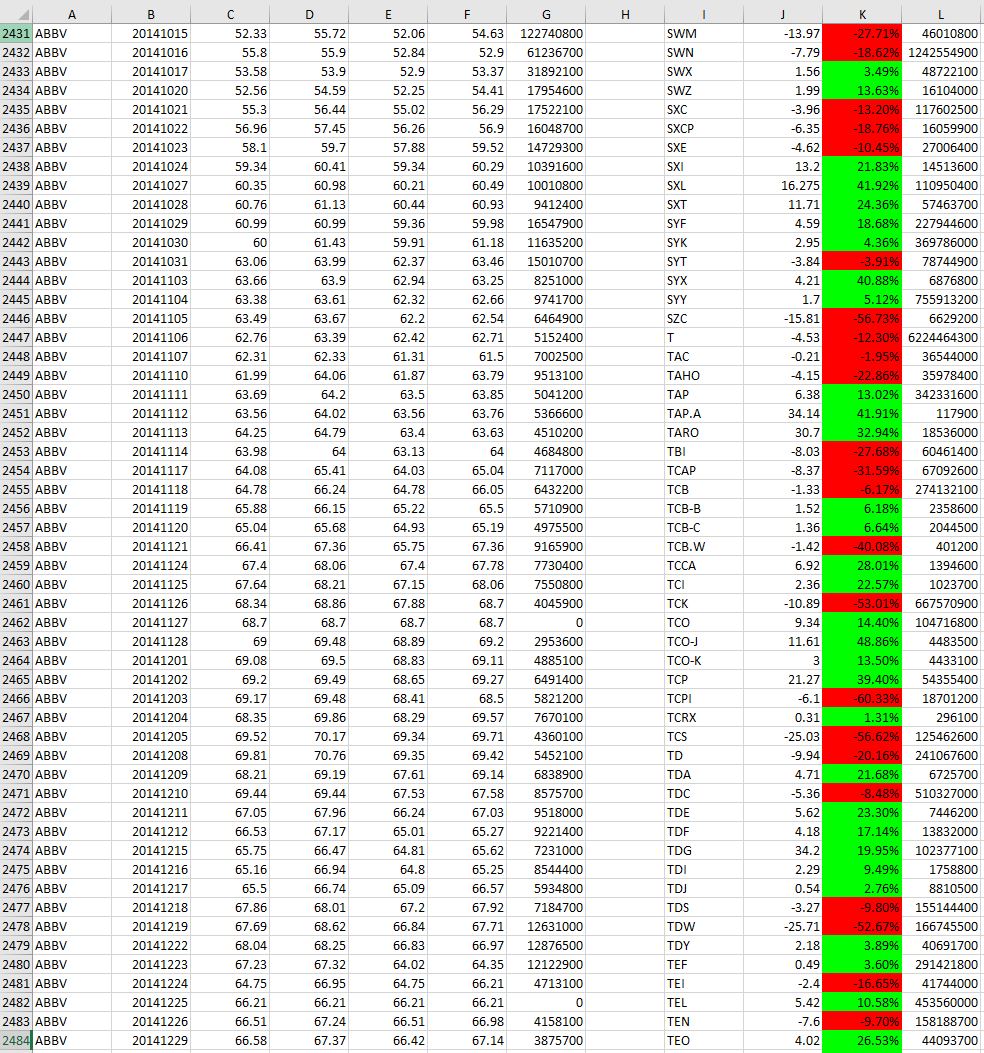 A B C D E F G H I J K L
2431 ABBV 20141015 52.33 55.72 52.06 54.63 122740800 SWM -13.97 -27.71% 46010800
2432 ABBV 20141016 55.8 55.9 52.84 52.9 61236700 SWN -7.79 -18.62% 1242554900
2433 ABBV 20141017 53.58 53.9 52.9 53.37 31892100 SWX 1.56 3.49% 48722100
2434 ABBV 20141020 52.56 54.59 52.25 54.41 17954600 SWZ 1.99 13.63% 16104000
2435 ABBV 20141021 55.3 56.44 55.02 56.29 17522100 SXC -3.96 -13.20% 117602500
2436 ABBV 20141022 56.96 57.45 56.26 56.9 16048700 SXCP -6.35 -18.76% 16059900
2437 ABBV 20141023 58.1 59.7 57.88 59.52 14729300 SXE -4.62 -10.45% 27006400
2438 ABBV 20141024 59.34 60.41 59.34 60.29 10391600 SXI 13.2 21.83% 14513600
2439 ABBV 20141027 60.35 60.98 60.21 60.49 10010800 SXL 16.275 41.92% 110950400
2440 ABBV 20141028 60.76 61.13 60.44 60.93 9412400 SXT 11.71 24.36% 57463700
2441 ABBV 20141029 60.99 60.99 59.36 59.98 16547900 SYF 4.59 18.68% 227944600
2442 ABBV 20141030 60 61.43 59.91 61.18 11635200 SYK 2.95 4.36% 369786000
2443 ABBV 20141031 63.06 63.99 62.37 63.46 15010700 SYT -3.84 -3.91% 78744900
2444 ABBV 20141103 63.66 63.9 62.94 63.25 8251000 SYX 4.21 40.88% 6876800
2445 ABBV 20141104 63.38 63.61 62.32 62.66 9741700 SYY 1.7 5.12% 755913200
2446 ABBV 20141105 63.49 63.67 62.2 62.54 6464900 SZC -15.81 -56.73% 6629200
2447 ABBV 20141106 62.76 63.39 62.42 62.71 5152400 T -4.53 -12.30% 6224464300
2448 ABBV 20141107 62.31 62.33 61.31 61.5 7002500 TAC -0.21 -1.95% 36544000
2449 ABBV 20141110 61.99 64.06 61.87 63.79 9513100 TAHO -4.15 -22.86% 35978400
2450 ABBV 20141111 63.69 64.2 63.5 63.85 5041200 TAP 6.38 13.02% 342331600
2451 ABBV 20141112 63.56 64.02 63.56 63.76 5366600 TAP.A 34.14 41.91% 117900
2452 ABBV 20141113 64.25 64.79 63.4 63.63 4510200 TARO 30.7 32.94% 18536000
2453 ABBV 20141114 63.98 64 63.13 64 4684800 TBI -8.03 -27.68% 60461400
2454 ABBV 20141117 64.08 65.41 64.03 65.04 7117000 TCAP -8.37 -31.59% 67092600
2455 ABBV 20141118 64.78 66.24 64.78 66.05 6432200 TCB -1.33 -6.17% 274132100
2456 ABBV 20141119 65.88 66.15 65.22 65.5 5710900 TCB-B 1.52 6.18% 2358600
2457 ABBV 20141120 65.04 65.68 64.93 65.19 4975500 TCB-C 1.36 6.64% 2044500
2458 ABBV 20141121 66.41 67.36 65.75 67.36 9165900 TCB.W -1.42 -40.08% 401200
2459 ABBV 20141124 67.4 68.06 67.4 67.78 7730400 TCCA 6.92 28.01% 1394600
2460 ABBV 20141125 67.64 68.21 67.15 68.06 7550800 TCI 2.36 22.57% 1023700
2461 ABBV 20141126 68.34 68.86 67.88 68.7 4045900 TCK -10.89 -53.01% 667570900
2462 ABBV 20141127 68.7 68.7 68.7 68.7 0 TCO 9.34 14.40% 104716800
2463 ABBV 20141128 69 69.48 68.89 69.2 2953600 TCO-J 11.61 48.86% 4483500
2464 ABBV 20141201 69.08 69.5 68.83 69.11 4885100 TCO-K 3 13.50% 4433100
2465 ABBV 20141202 69.2 69.49 68.65 69.27 6491400 TCP 21.27 39.40% 54355400
2466 ABBV 20141203 69.17 69.48 68.41 68.5 5821200 TCPI -6.1 -60.33% 18701200
2467 ABBV 20141204 68.35 69.86 68.29 69.57 7670100 TCRX 0.31 1.31% 296100
2468 ABBV 20141205 69.52 70.17 69.34 69.71 4360100 TCS -25.03 -56.62% 125462600
2469 ABBV 20141208 69.81 70.76 69.35 69.42 5452100 TD -9.94 -20.16% 241067600
2470 ABBV 20141209 68.21 69.19 67.61 69.14 6838900 TDA 4.71 21.68% 6725700
2471 ABBV 20141210 69.44 69.44 67.53 67.58 8575700 TDC -5.36 -8.48% 510327000
2472 ABBV 20141211 67.05 67.96 66.24 67.03 9518000 TDE 5.62 23.30% 7446200
2473 ABBV 20141212 66.53 67.17 65.01 65.27 9221400 TDF 4.18 17.14% 13832000
2474 ABBV 20141215 65.75 66.47 64.81 65.62 7231000 TDG 34.2 19.95% 102377100
2475 ABBV 20141216 65.16 66.94 64.8 65.25 8544400 TDI 2.29 9.49% 1758800
2476 ABBV 20141217 65.5 66.74 65.09 66.57 5934800 TDJ 0.54 2.76% 8810500
2477 ABBV 20141218 67.86 68.01 67.2 67.92 7184700 TDS -3.27 -9.80% 155144400
2478 ABBV 20141219 67.69 68.62 66.84 67.71 12631000 TDW -25.71 -52.67% 166745500
2479 ABBV 20141222 68.04 68.25 66.83 66.97 12876500 TDY 2.18 3.89% 40691700
2480 ABBV 20141223 67.23 67.32 64.02 64.35 12122900 TEF 0.49 3.60% 291421800
2481 ABBV 20141224 64.75 66.95 64.75 66.21 4713100 TEI -2.4 -16.65% 41744000
2482 ABBV 20141225 66.21 66.21 66.21 66.21 0 TEL 5.42 10.58% 453560000
2483 ABBV 20141226 66.51 67.24 66.51 66.98 4158100 TEN -7.6 -9.70% 158188700
2484 ABBV 20141229 66.58 67.37 66.42 67.14 3875700 TEO 4.02 26.53% 44093700